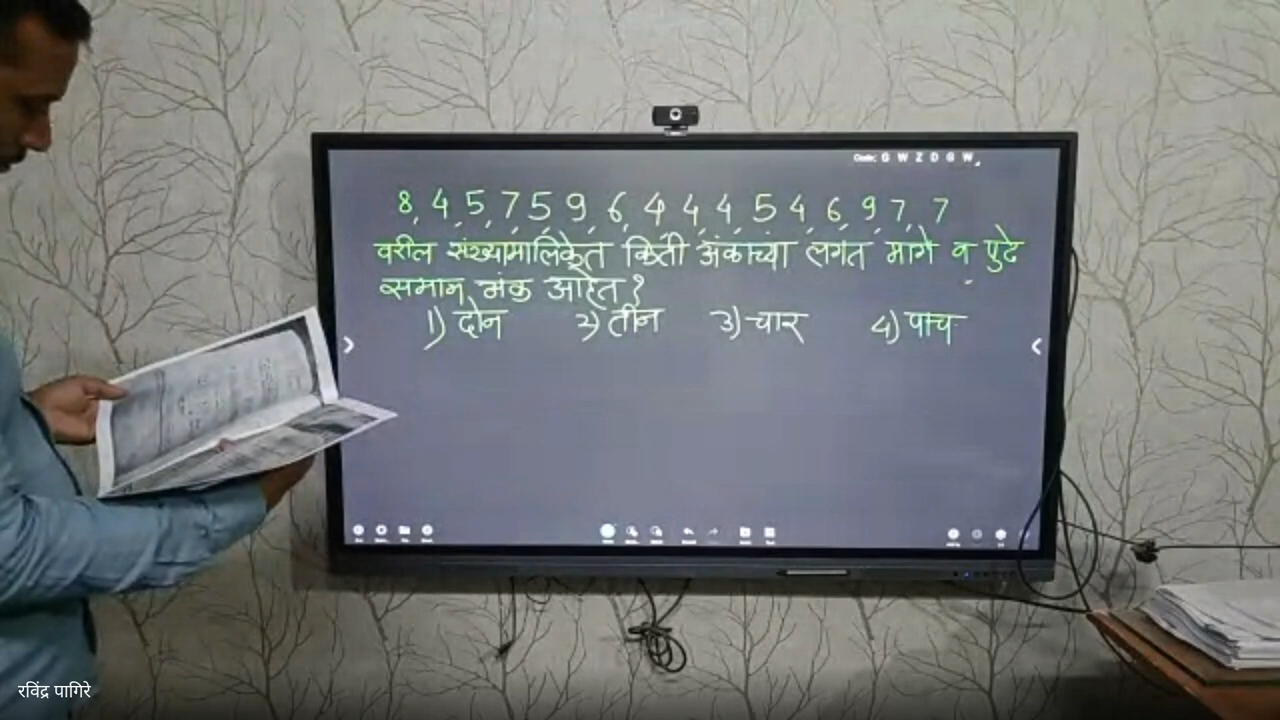 Code: G W Z D G W
8, 4, 5, 7, 5, 9, 6, 4, 4, 4, 5, 4, 6, 9, 7, 7
वरील संख्यामालिकेत किती अंकाच्या लगत मागे व पुढे
समान अंक आहेत?
1) दोन 2) तीन 3) चार 4) पाच
रविंद्र पागिरे